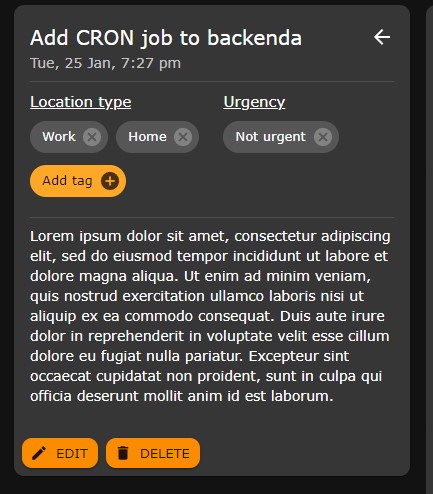 Add CRON job to backenda
Tue, 25 Jan, 7:27 pm
Location type
Urgency
Work
Home
Not urgent
Add tag
Lorem ipsum dolor sit amet, consectetur adipiscing
elit, sed do eiusmod tempor incididunt ut labore et
dolore magna aliqua. Ut enim ad minim veniam,
quis nostrud exercitation ullamco laboris nisi ut
aliquip ex ea commodo consequat. Duis aute irure
dolor in reprehenderit in voluptate velit esse cillum
dolore eu fugiat nulla pariatur. Excepteur sint
occaecat cupidatat non proident, sunt in culpa qui
officia deserunt mollit anim id est laborum.
EDIT
DELETE